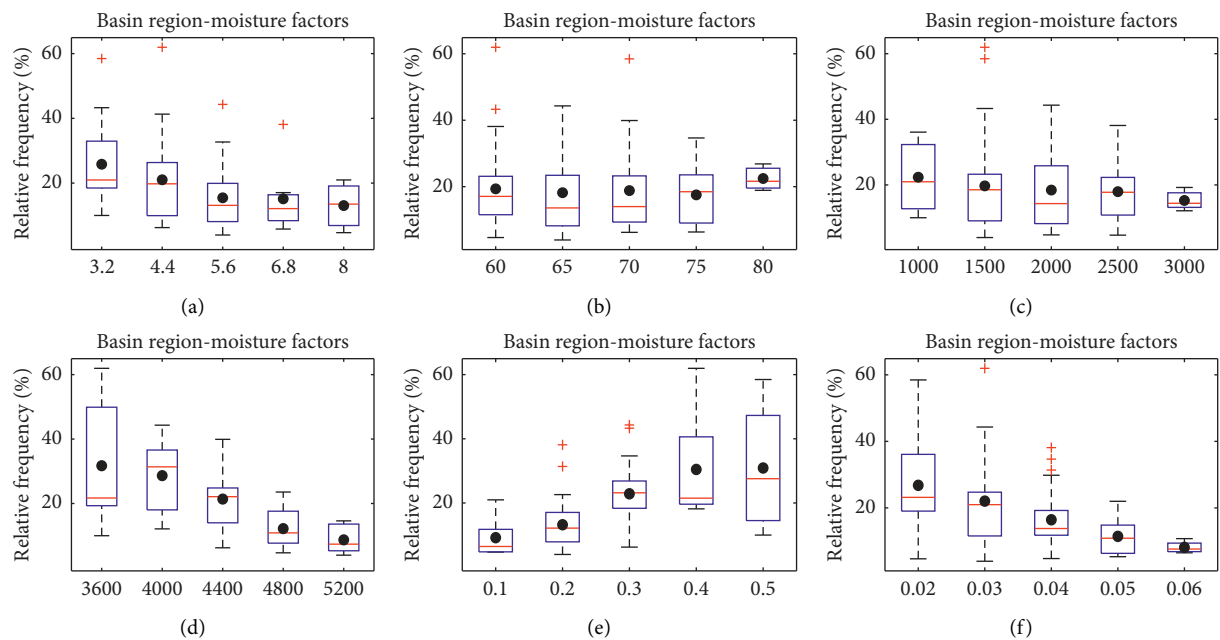 Basin region-moisture factors
Relative frequency (%)
60
40
20
3.2 4.4 5.6 6.8 8
(a)
Basin region-moisture factors
Relative frequency (%)
60
40
20
60 65 70 75 80
(b)
Basin region-moisture factors
Relative frequency (%)
60
40
20
1000 1500 2000 2500 3000
(c)
Basin region-moisture factors
Relative frequency (%)
60
40
20
3600 4000 4400 4800 5200
(d)
Basin region-moisture factors
Relative frequency (%)
60
40
20
0.1 0.2 0.3 0.4 0.5
(e)
Basin region-moisture factors
Relative frequency (%)
60
40
20
0.02 0.03 0.04 0.05 0.06
(f)